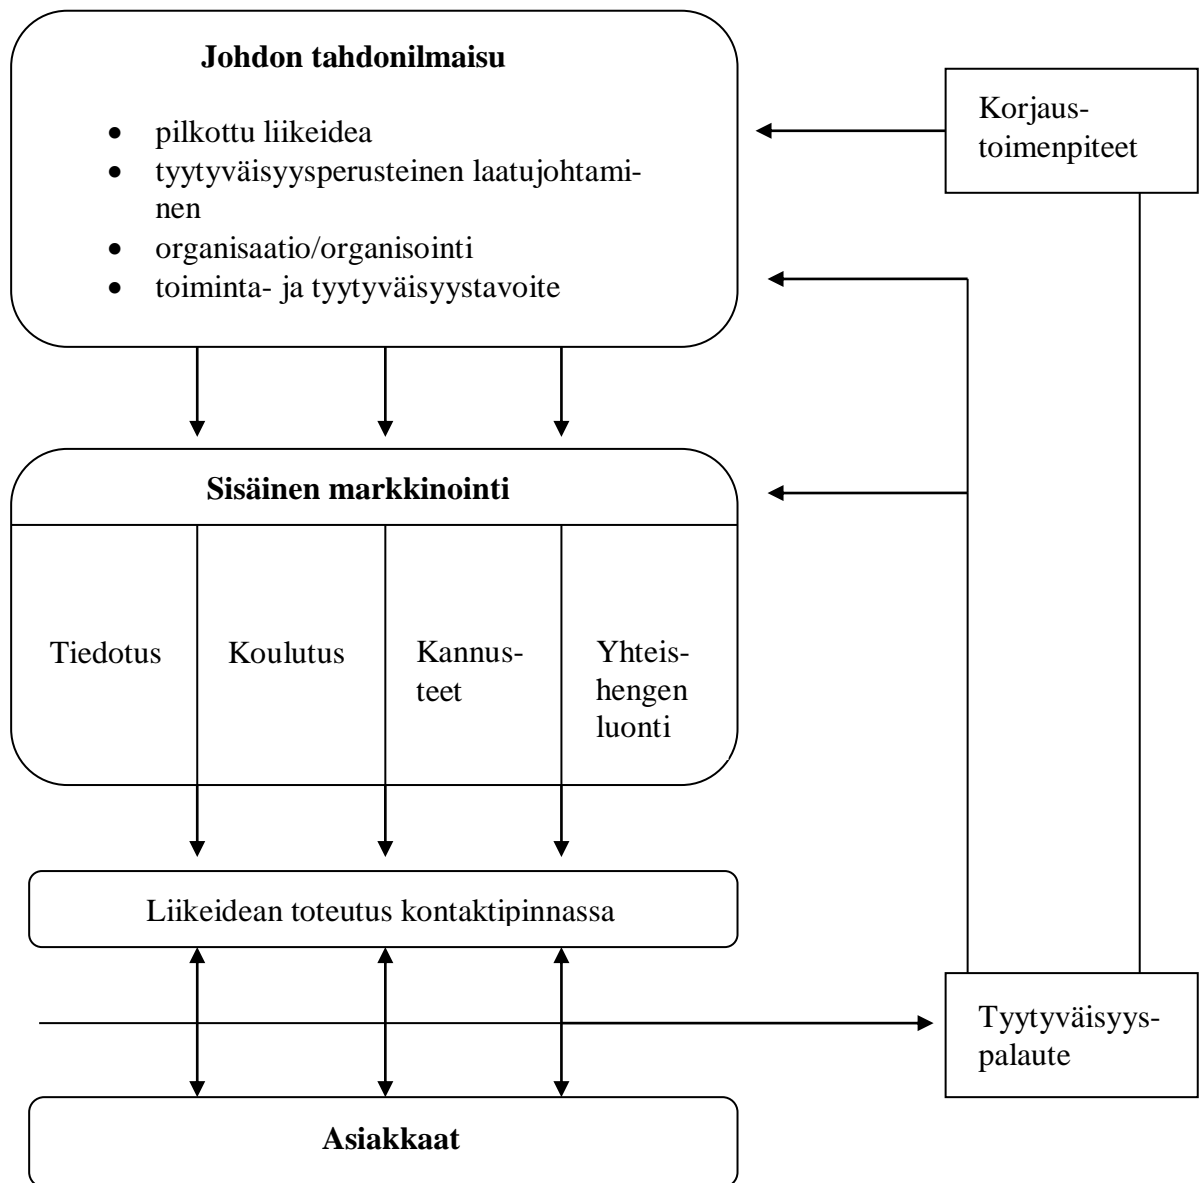 Johdon tahdonilmaisu
• pilkottu liikeidea
• tyytyväisyysperusteinen laatujohtami-
nen
• organisaatio/organisointi
• toiminta- ja tyytyväisyystavoite
Korjaus-
toimenpiteet
Sisäinen markkinointi
Tiedotus
Koulutus
Kannus-
teet
Yhteis-
hengen
luonti
Liikeidean toteutus kontaktipinnassa
Tyytyväisyys-
palaute
Asiakkaat